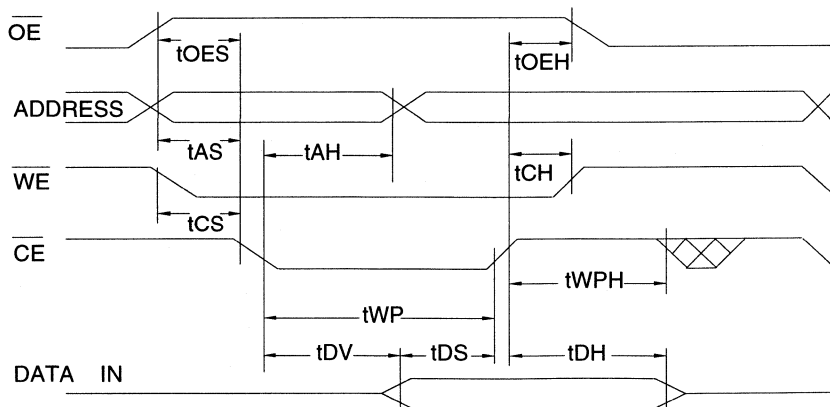 OE
tOES
tOEH
ADDRESS
tAS
tAH
tCH
WE
tCS
CE
tWPH
tWP
tDV
tDS
tDH
DATA IN